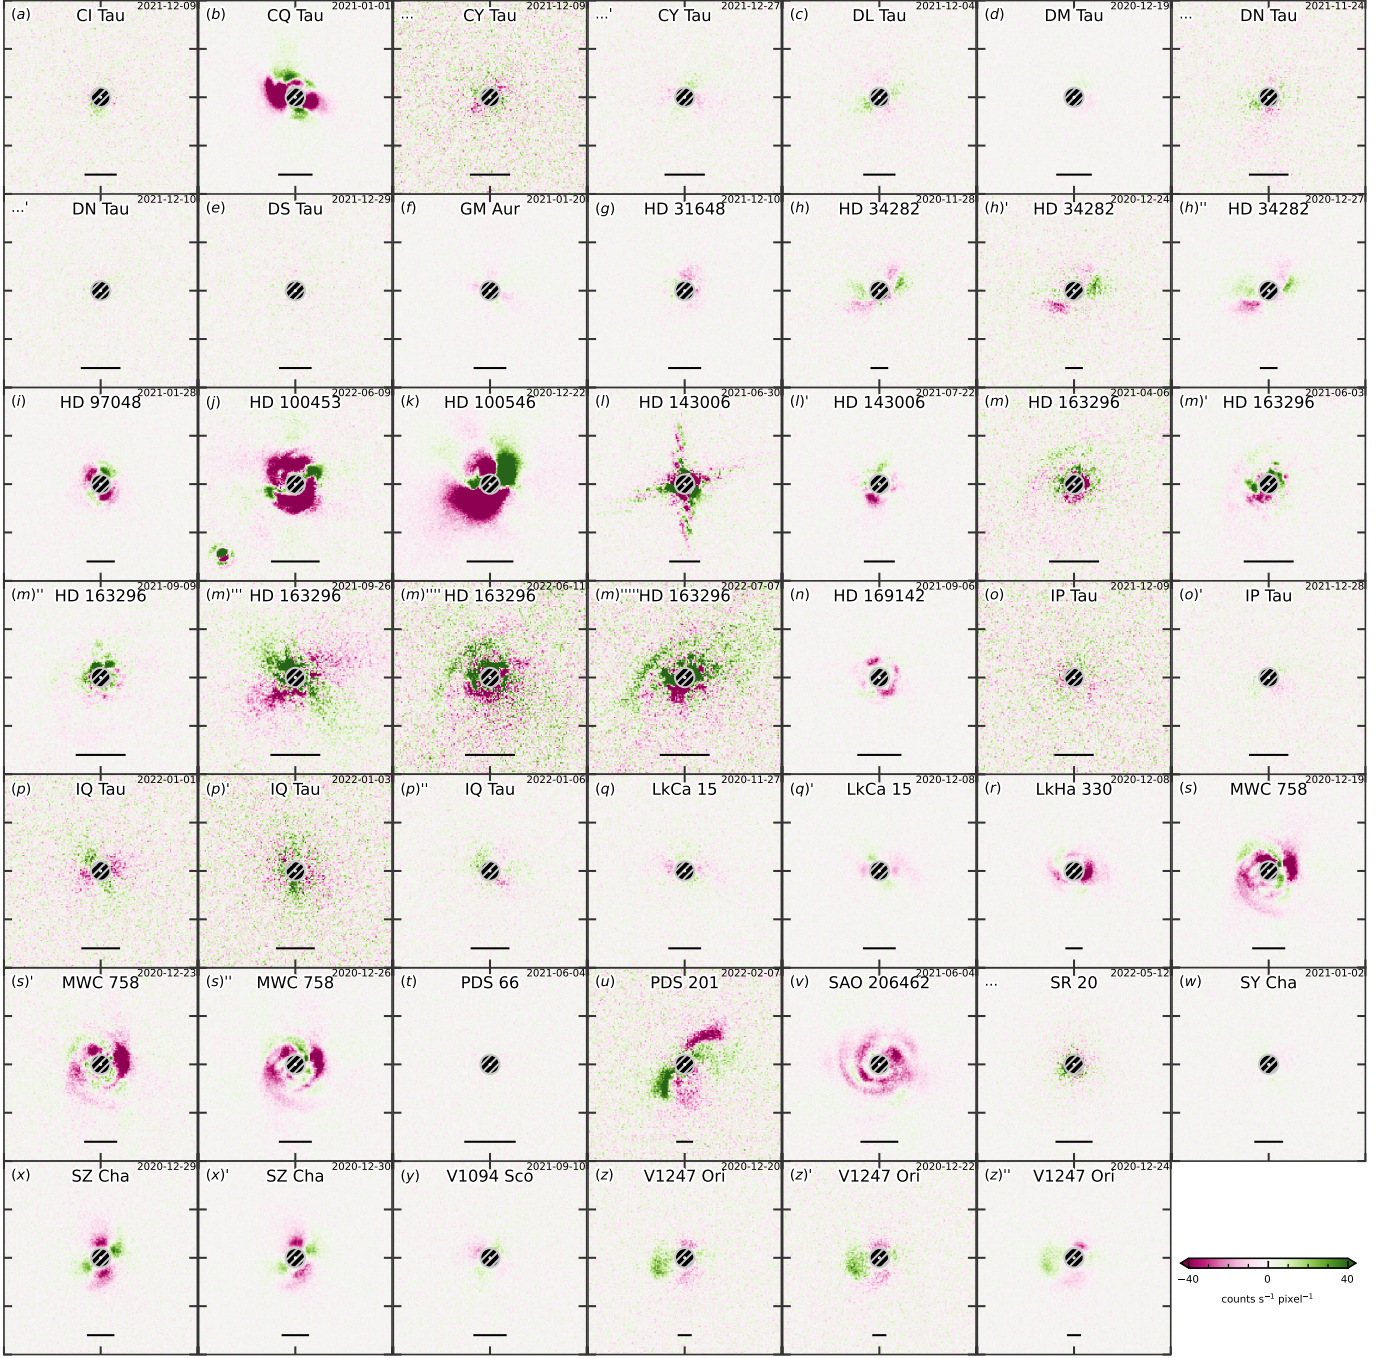 (a) CI Tau 2021-12-09
(b) CQ Tau 2021-01-01
... CY Tau 2021-12-09
...' CY Tau 2021-12-27
(c) DL Tau 2021-12-04
(d) DM Tau 2020-12-19
... DN Tau 2021-11-24
...' DN Tau 2021-12-10
(e) DS Tau 2021-12-29
(f) GM Aur 2021-01-20
(g) HD 31648 2021-12-10
(h) HD 34282 2020-11-28
(h)' HD 34282 2020-12-24
(h)'' HD 34282 2020-12-27
(i) HD 97048 2021-01-28
(j) HD 100453 2022-06-09
(k) HD 100546 2020-12-22
(l) HD 143006 2021-06-30
(l)' HD 143006 2021-07-22
(m) HD 163296 2021-04-06
(m)' HD 163296 2021-06-03
(m)'' HD 163296 2021-09-09
(m)''' HD 163296 2021-09-26
(m)'''' HD 163296 2022-06-11
(m)''''' HD 163296 2022-07-07
(n) HD 169142 2021-09-06
(o) IP Tau 2021-12-09
(o)' IP Tau 2021-12-28
(p) IQ Tau 2022-01-01
(p)' IQ Tau 2022-01-03
(p)'' IQ Tau 2022-01-06
(q) LkCa 15 2020-11-27
(q)' LkCa 15 2020-12-08
(r) LkHa 330 2020-12-08
(s) MWC 758 2020-12-19
(s)' MWC 758 2020-12-23
(s)'' MWC 758 2020-12-26
(t) PDS 66 2021-06-04
(u) PDS 201 2022-02-07
(v) SAO 206462 2021-06-04
... SR 20 2022-05-12
(w) SY Cha 2021-01-02
(x) SZ Cha 2020-12-29
(x)' SZ Cha 2020-12-30
(y) V1094 Sco 2021-09-10
(z) V1247 Ori 2020-12-20
(z)' V1247 Ori 2020-12-22
(z)'' V1247 Ori 2020-12-24
−40 0 40
counts s⁻¹ pixel⁻¹